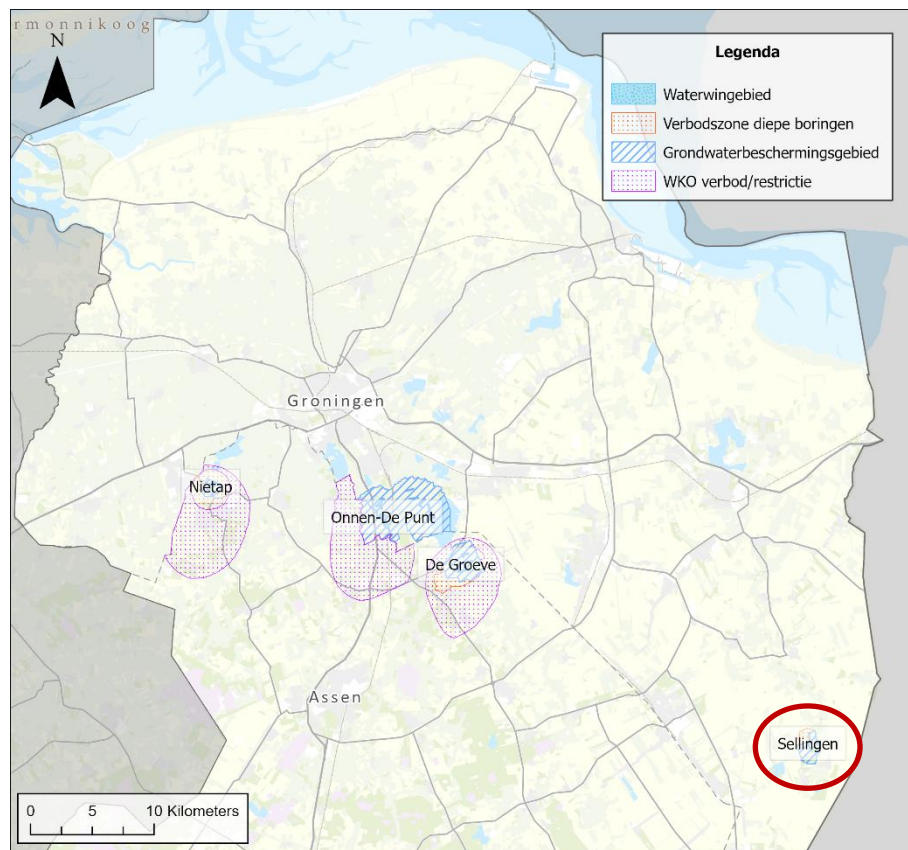 rmonnikoog
N
Legenda
Waterwingebied
Verbodszone diepe boringen
Grondwaterbeschermingsgebied
WKO verbod/restrictie
Groningen
Nietap
Onnen-De Punt
De Groeve
Assen
Sellingen
0 5 10 Kilometers